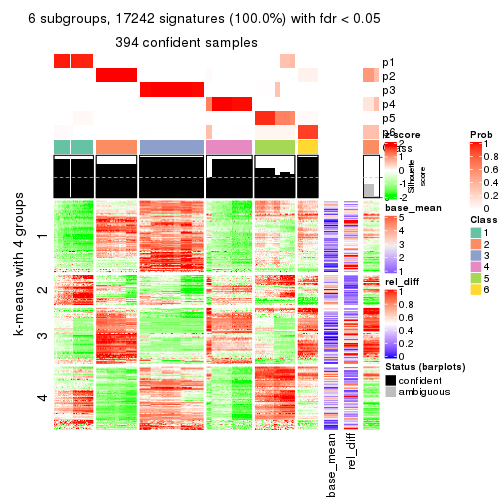 6 subgroups, 17242 signatures (100.0%) with fdr < 0.05
394 confident samples
p1
p2
p3
p4
p5
p6
Class
z-score
2
1
0
-1
-2
Silhouette
score
Prob
1
0.8
0.6
0.4
0.2
0
Class
1
2
3
4
5
6
base_mean
5
4
3
2
1
rel_diff
1
0.8
0.6
0.4
0.2
0
Status (barplots)
confident
ambiguous
k-means with 4 groups
1
2
3
4
base_mean
rel_diff